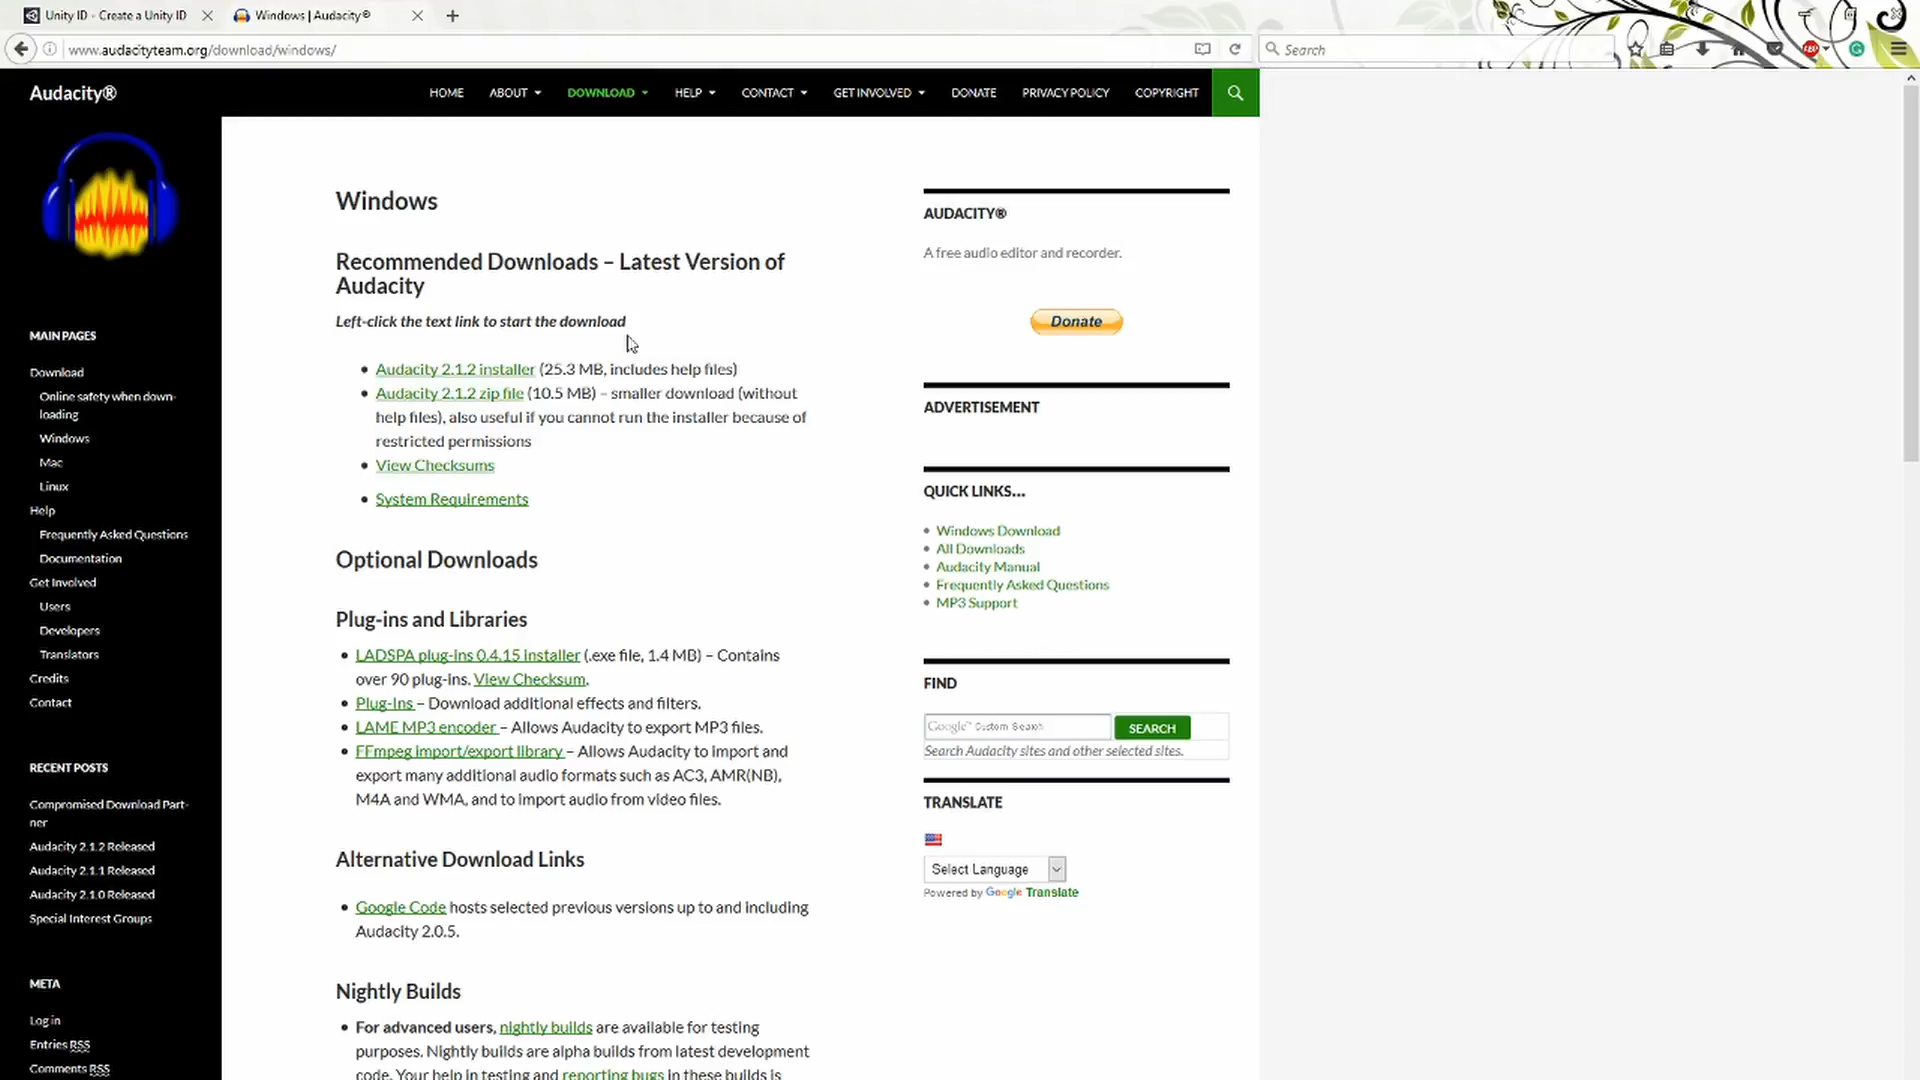 Unity ID - Create a Unity ID
Windows | Audacity®
www.audacityteam.org/download/windows/
Search
ABP
Audacity®
HOME
ABOUT
DOWNLOAD
HELP
CONTACT
GET INVOLVED
DONATE
PRIVACY POLICY
COPYRIGHT
MAIN PAGES
Download
Online safety when down-
loading
Windows
Mac
Linux
Help
Frequently Asked Questions
Documentation
Get Involved
Users
Developers
Translators
Credits
Contact
RECENT POSTS
Compromised Download Part-
ner
Audacity 2.1.2 Released
Audacity 2.1.1 Released
Audacity 2.1.0 Released
Special Interest Groups
META
Log in
Entries RSS
Comments RSS
Windows
Recommended Downloads – Latest Version of
Audacity
Left-click the text link to start the download
Audacity 2.1.2 installer (25.3 MB, includes help files)
Audacity 2.1.2 zip file (10.5 MB) – smaller download (without
help files), also useful if you cannot run the installer because of
restricted permissions
View Checksums
System Requirements
Optional Downloads
Plug-ins and Libraries
LADSPA plug-ins 0.4.15 installer (.exe file, 1.4 MB) – Contains
over 90 plug-ins. View Checksum.
Plug-Ins – Download additional effects and filters.
LAME MP3 encoder – Allows Audacity to export MP3 files.
FFmpeg import/export library – Allows Audacity to import and
export many additional audio formats such as AC3, AMR(NB),
M4A and WMA, and to import audio from video files.
Alternative Download Links
Google Code hosts selected previous versions up to and including
Audacity 2.0.5.
Nightly Builds
For advanced users, nightly builds are available for testing
purposes. Nightly builds are alpha builds from latest development
code. Your help in testing and reporting bugs in these builds is
AUDACITY®
A free audio editor and recorder.
Donate
ADVERTISEMENT
QUICK LINKS...
Windows Download
All Downloads
Audacity Manual
Frequently Asked Questions
MP3 Support
FIND
Google™ Custom Search
SEARCH
Search Audacity sites and other selected sites.
TRANSLATE
Select Language
Powered by Google Translate